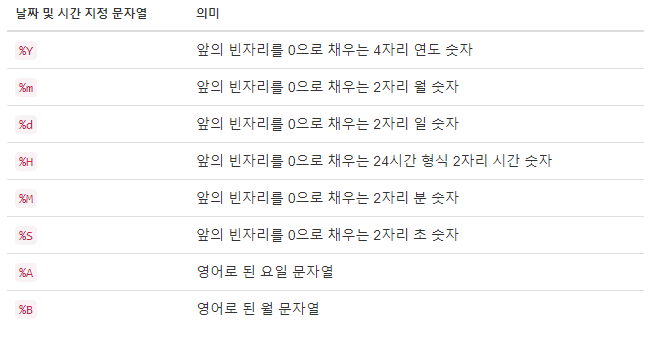 날짜 및 시간 지정 문자열 의미
%Y 앞의 빈자리를 0으로 채우는 4자리 연도 숫자
%m 앞의 빈자리를 0으로 채우는 2자리 월 숫자
%d 앞의 빈자리를 0으로 채우는 2자리 일 숫자
%H 앞의 빈자리를 0으로 채우는 24시간 형식 2자리 시간 숫자
%M 앞의 빈자리를 0으로 채우는 2자리 분 숫자
%S 앞의 빈자리를 0으로 채우는 2자리 초 숫자
%A 영어로 된 요일 문자열
%B 영어로 된 월 문자열